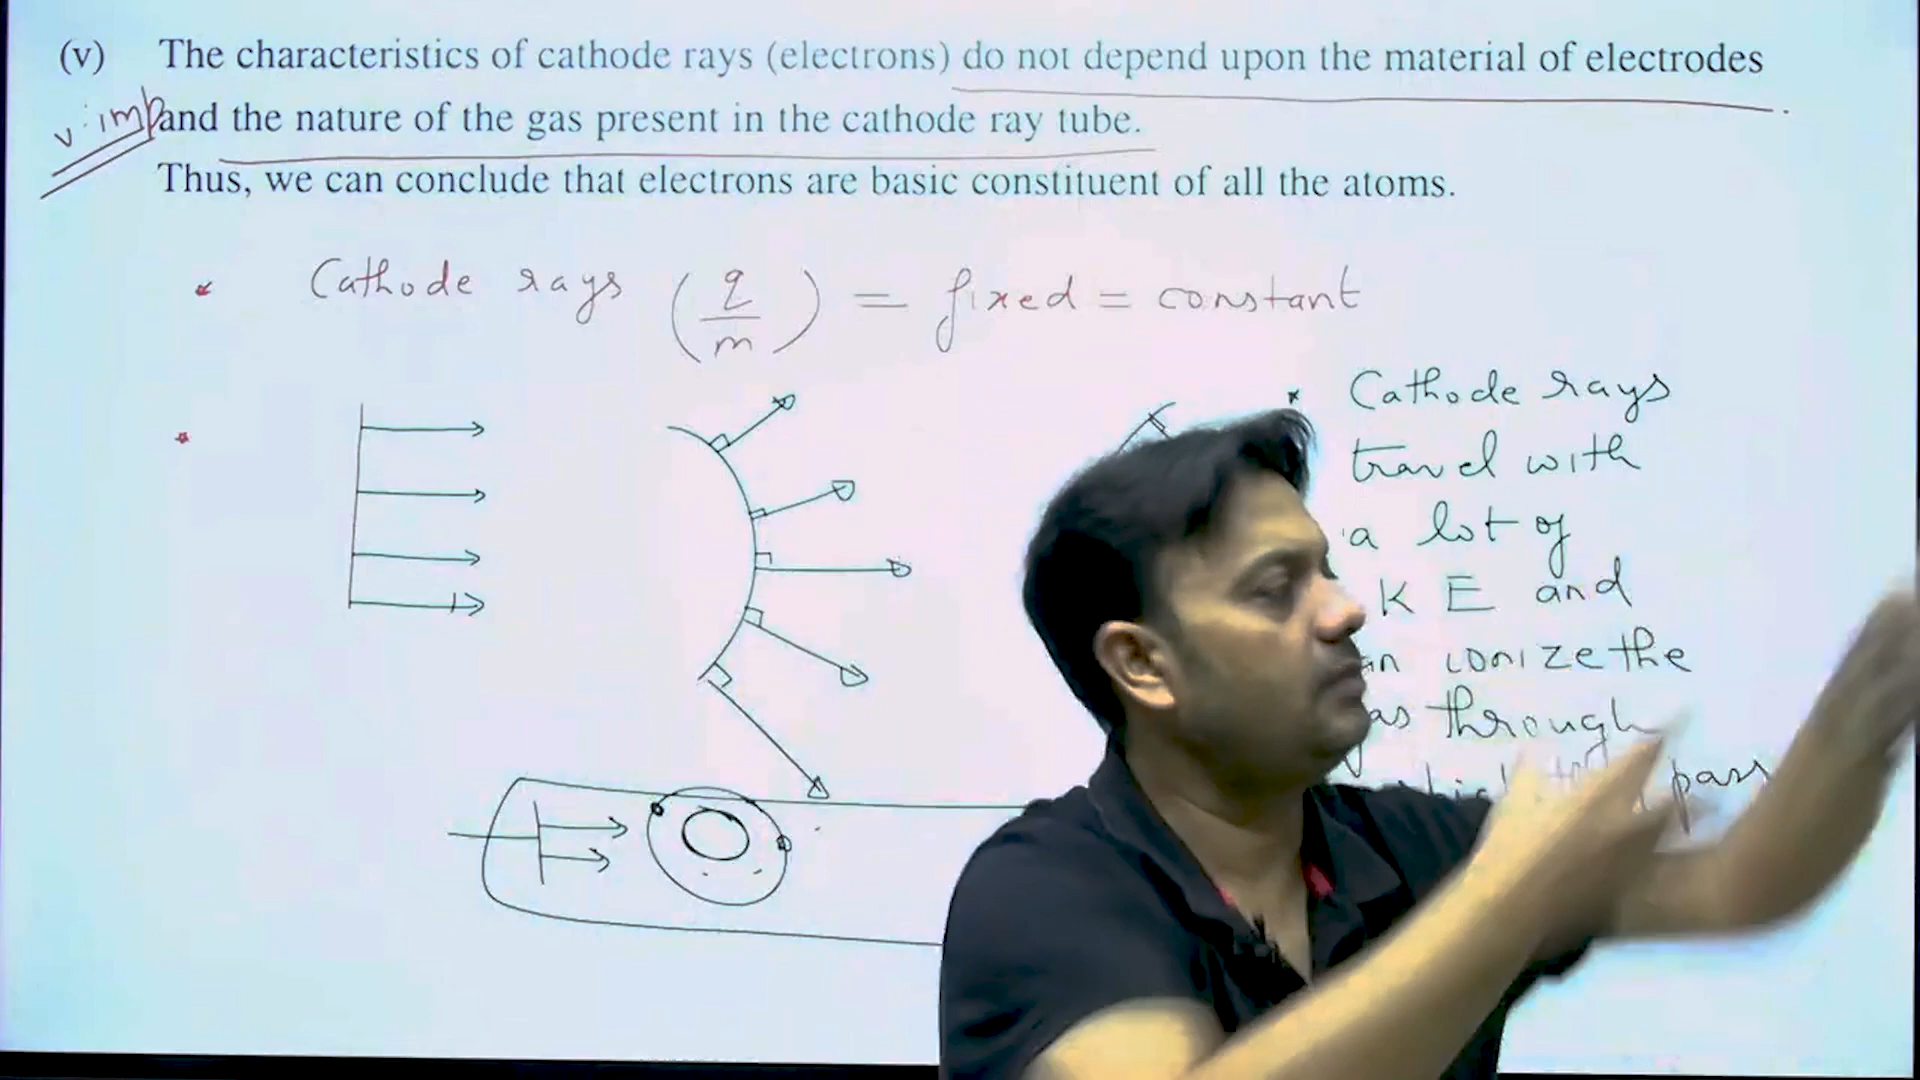 (v) The characteristics of cathode rays (electrons) do not depend upon the material of electrodes
v.imp and the nature of the gas present in the cathode ray tube.
Thus, we can conclude that electrons are basic constituent of all the atoms.
Cathode rays (q/m) = fixed = constant
* Cathode rays
travel with
a lot of
K E and
ionize the
through
pass